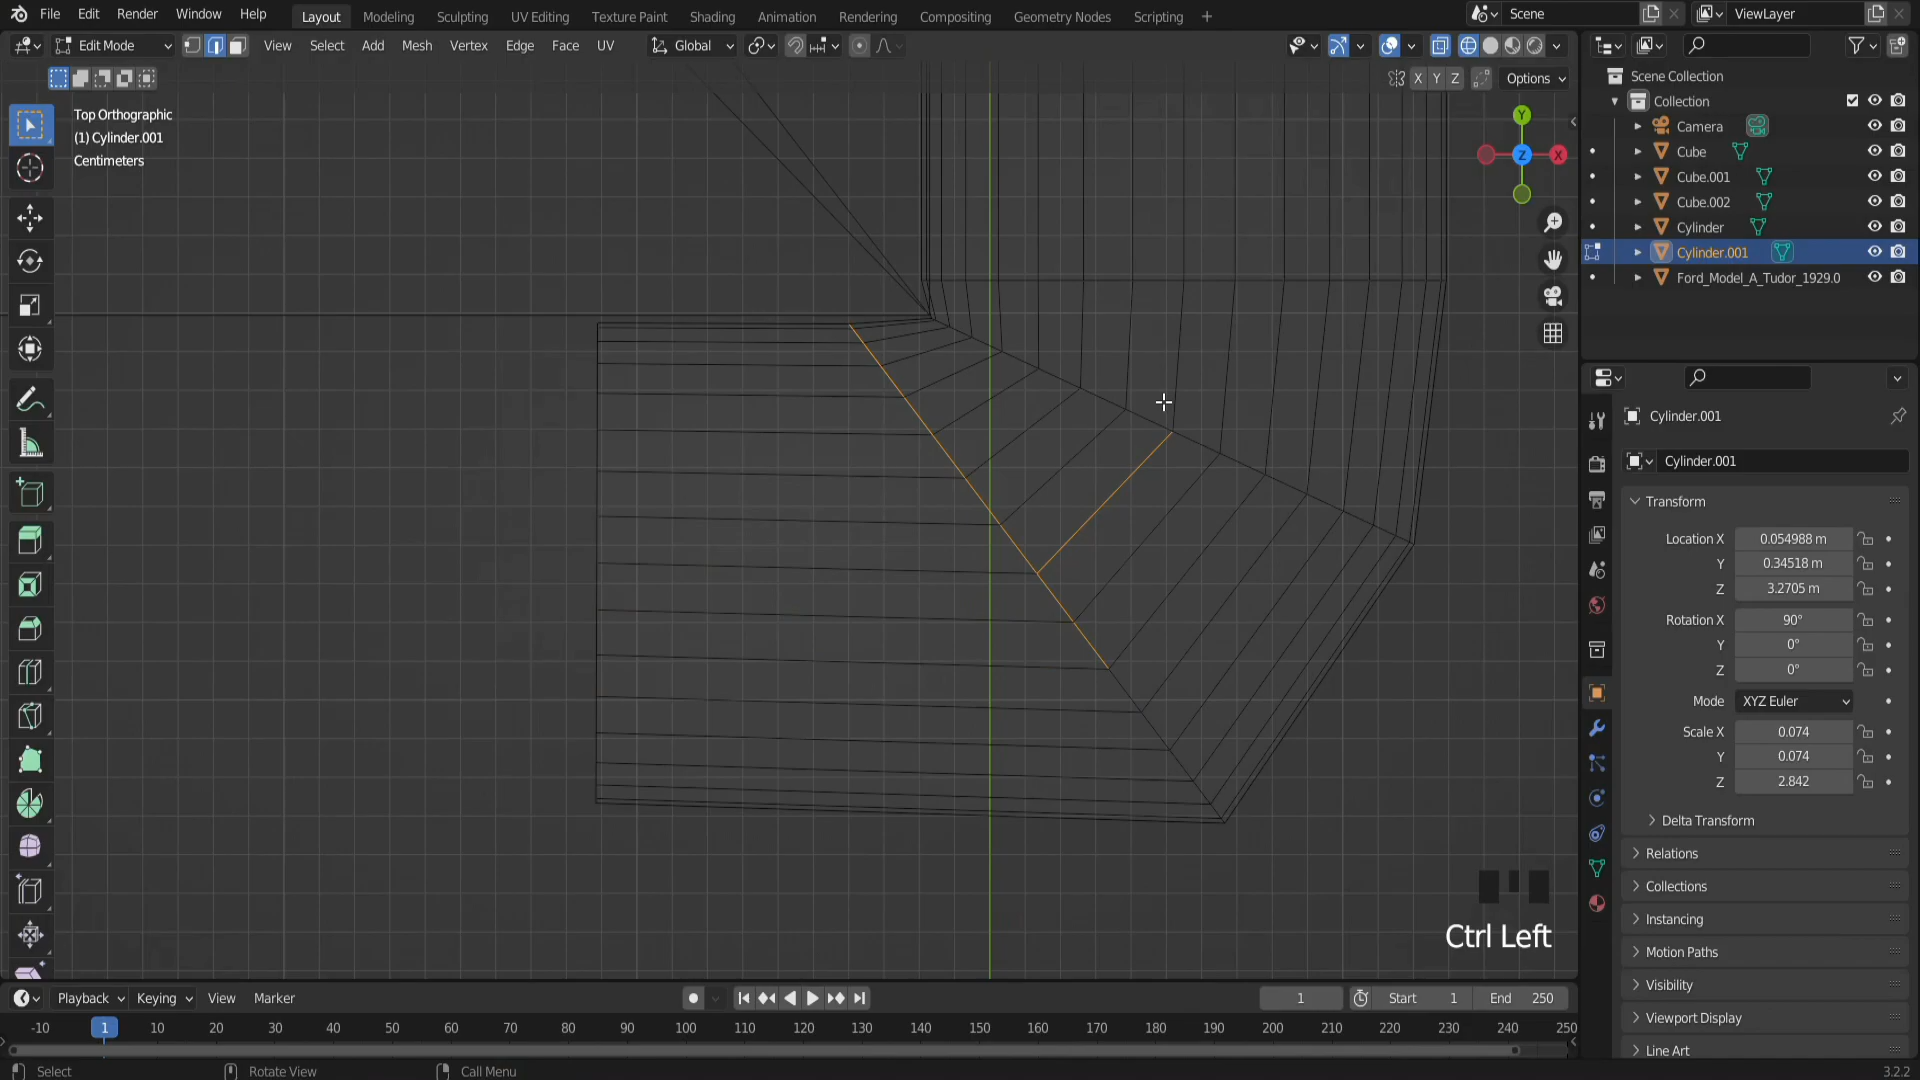 File Edit Render Window Help Layout Modeling Sculpting UV Editing Texture Paint Shading Animation Rendering Compositing Geometry Nodes Scripting + Scene ViewLayer
Edit Mode View Select Add Mesh Vertex Edge Face UV Global
X Y Z Options
Top Orthographic
(1) Cylinder.001
Centimeters
Y
Z X
Scene Collection
Collection
Camera
Cube
Cube.001
Cube.002
Cylinder
Cylinder.001
Ford_Model_A_Tudor_1929.0
Cylinder.001
Cylinder.001
Transform
Location X 0.054988 m
Y 0.34518 m
Z 3.2705 m
Rotation X 90°
Y 0°
Z 0°
Mode XYZ Euler
Scale X 0.074
Y 0.074
Z 2.842
Delta Transform
Relations
Collections
Instancing
Motion Paths
Visibility
Viewport Display
Line Art
Ctrl Left
Playback Keying View Marker 1 Start 1 End 250
-10 1 10 20 30 40 50 60 70 80 90 100 110 120 130 140 150 160 170 180 190 200 210 220 230 240 250
Select Rotate View Call Menu 3.2.2